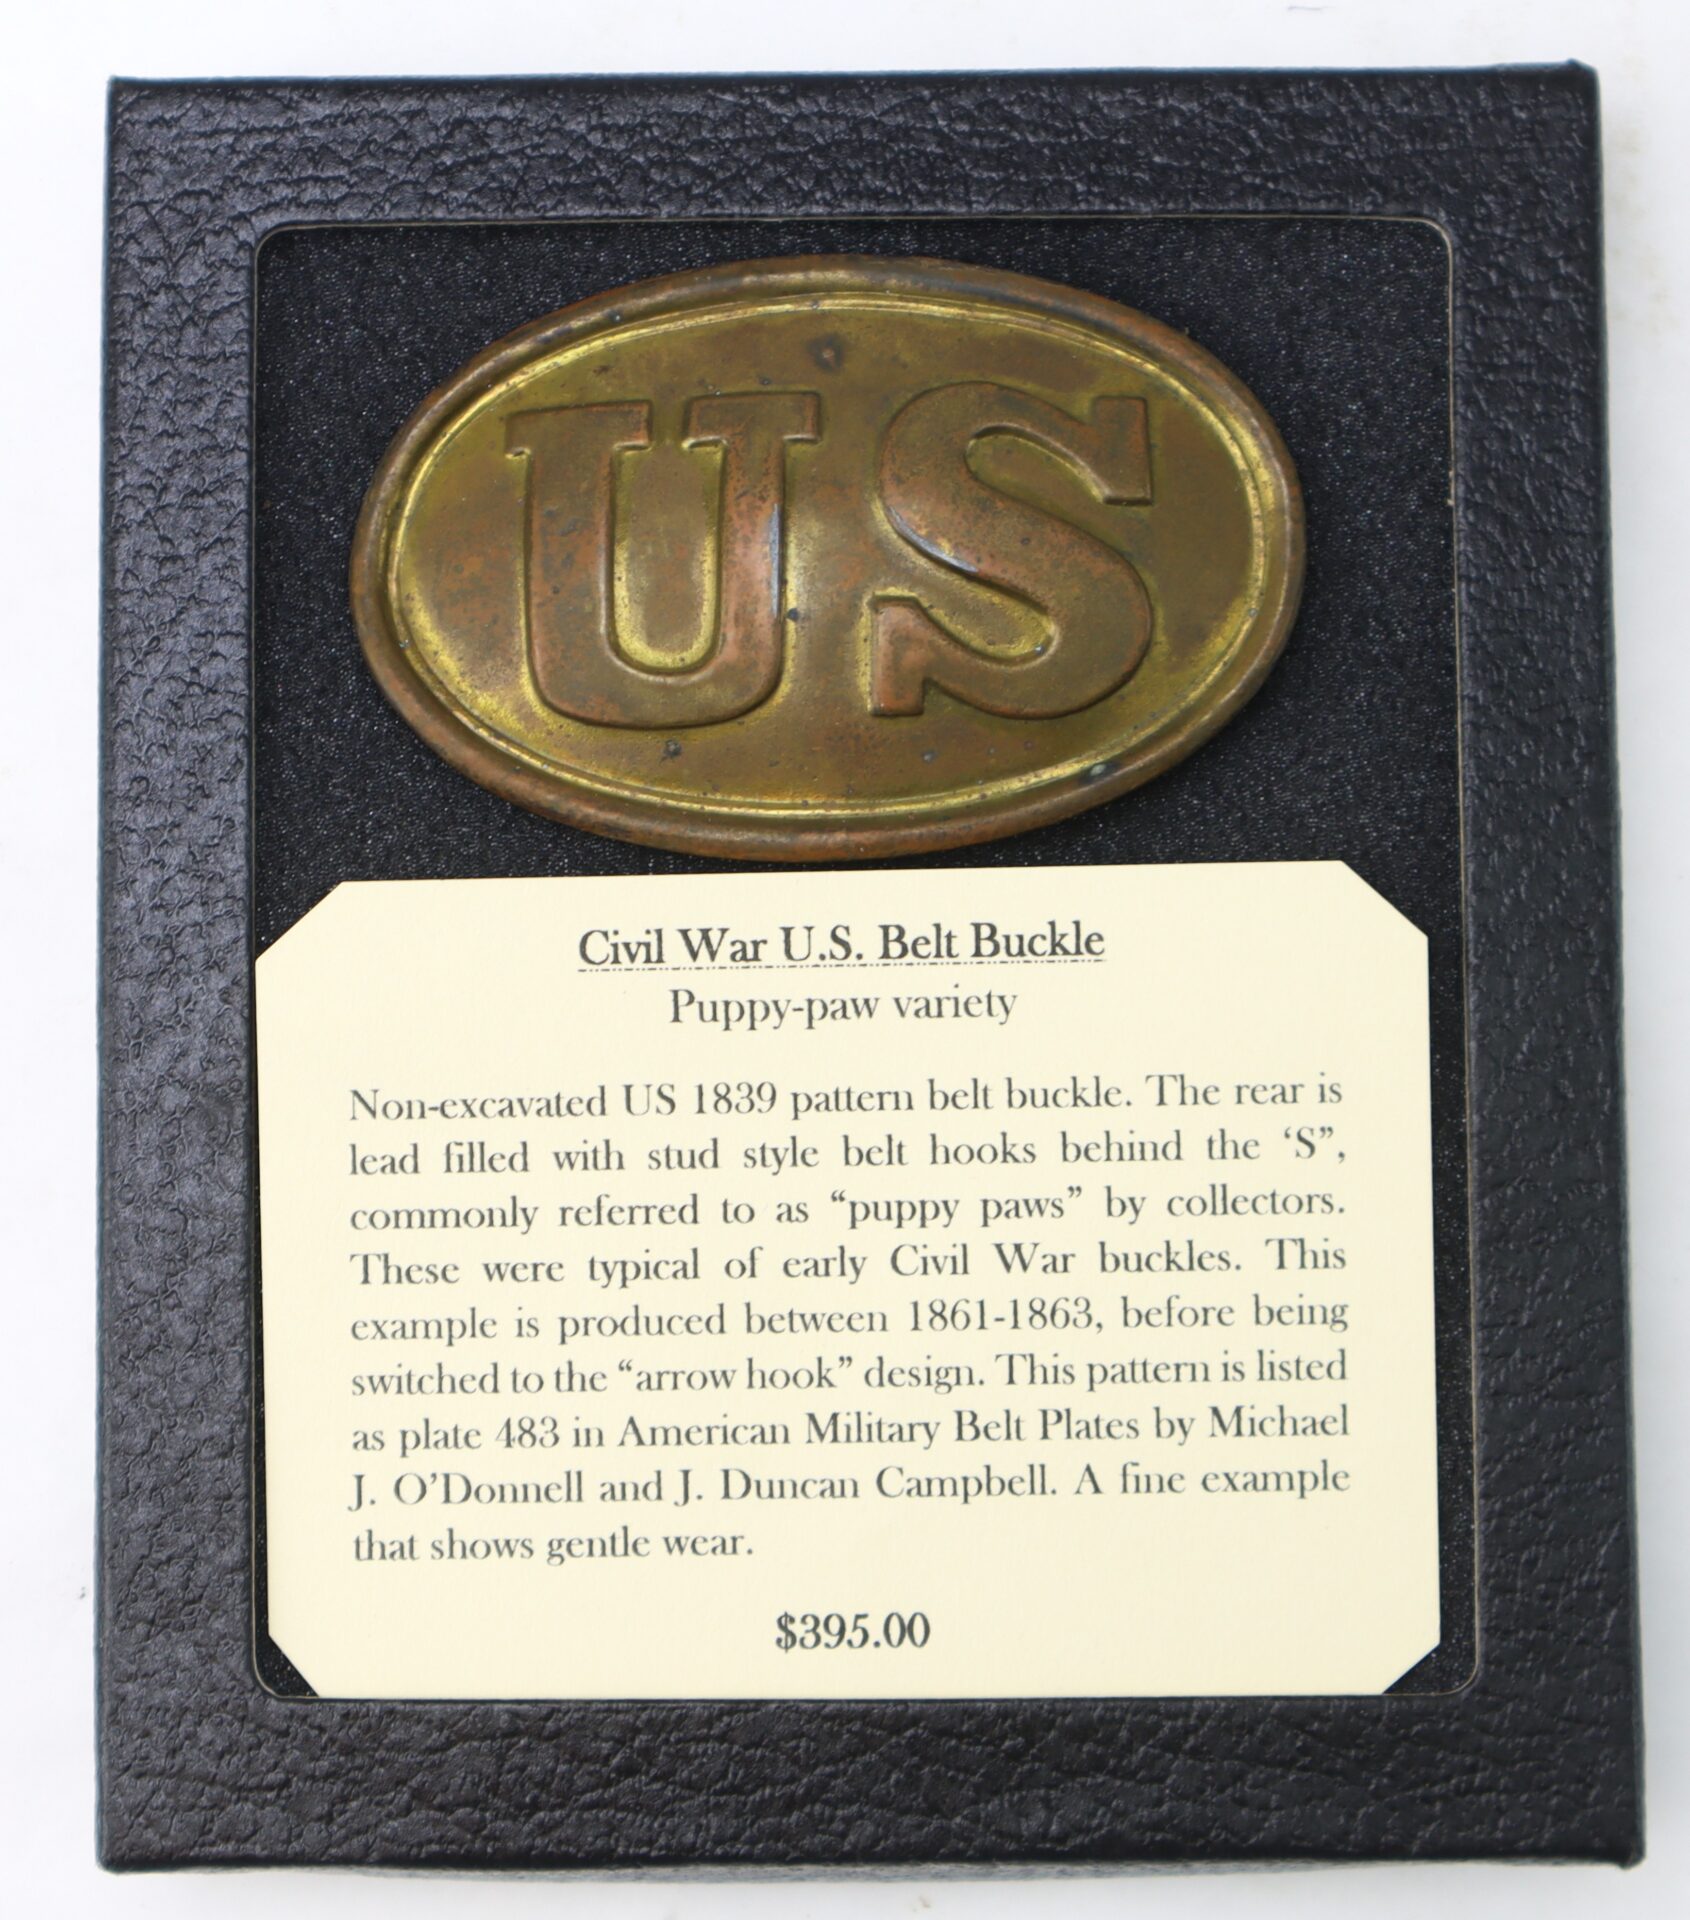 US
Civil War U.S. Belt Buckle
Puppy-paw variety
Non-excavated US 1839 pattern belt buckle. The rear is
lead filled with stud style belt hooks behind the ‘S”,
commonly referred to as “puppy paws” by collectors.
These were typical of early Civil War buckles. This
example is produced between 1861-1863, before being
switched to the “arrow hook” design. This pattern is listed
as plate 483 in American Military Belt Plates by Michael
J. O’Donnell and J. Duncan Campbell. A fine example
that shows gentle wear.
$395.00